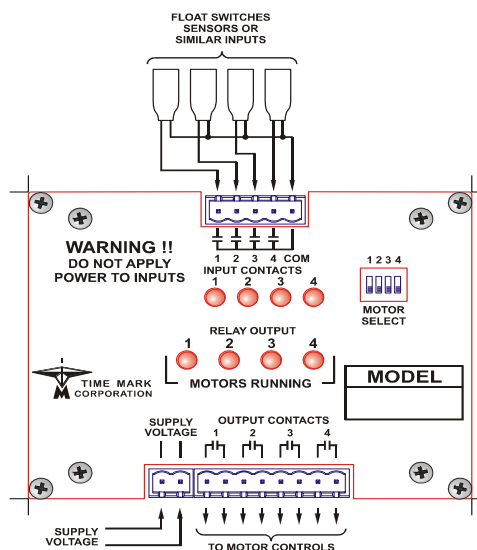 FLOAT SWITCHES
SENSORS OR
SIMILAR INPUTS
WARNING !!
DO NOT APPLY
POWER TO INPUTS
1 2 3 4 COM
INPUT CONTACTS
1 2 3 4
1 2 3 4
MOTOR
SELECT
RELAY OUTPUT
1 2 3 4
MOTORS RUNNING
TIME MARK
CORPORATION
M
MODEL
SUPPLY
VOLTAGE
OUTPUT CONTACTS
1 2 3 4
SUPPLY
VOLTAGE
TO MOTOR CONTROLS